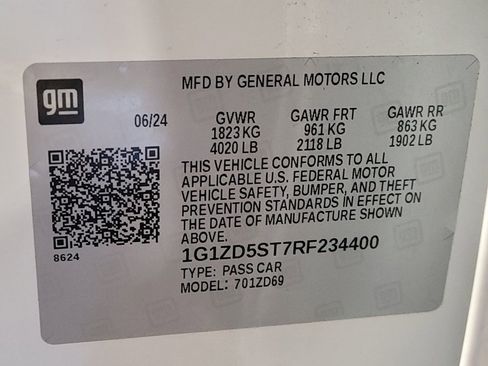 gm
MFD BY GENERAL MOTORS LLC
06/24 GVWR GAWR FRT GAWR RR
1823 KG 961 KG 863 KG
4020 LB 2118 LB 1902 LB
THIS VEHICLE CONFORMS TO ALL
APPLICABLE U.S. FEDERAL MOTOR
VEHICLE SAFETY, BUMPER, AND THEFT
PREVENTION STANDARDS IN EFFECT ON
THE DATE OF MANUFACTURE SHOWN
ABOVE.
8624
1G1ZD5ST7RF234400
TYPE: PASS CAR
MODEL: 701ZD69